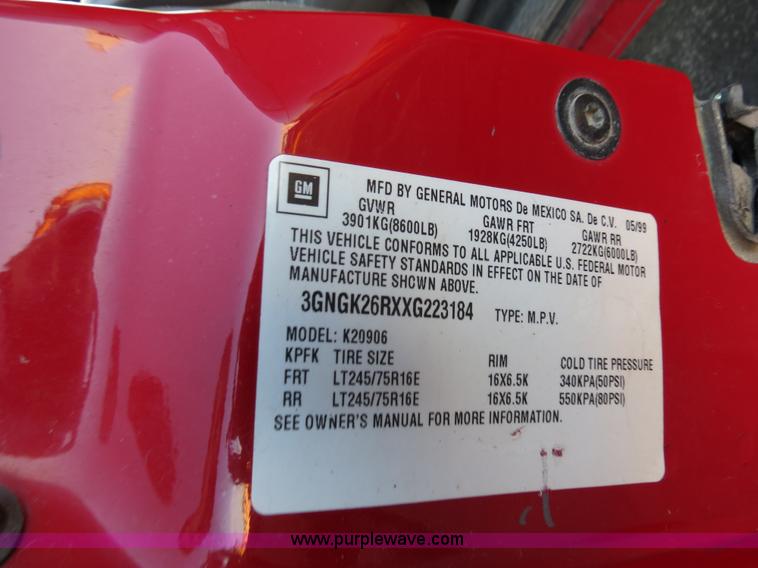 GM
MFD BY GENERAL MOTORS De MEXICO SA. De C.V. 05/99
GVWR GAWR FRT GAWR RR
3901KG(8600LB) 1928KG(4250LB) 2722KG(6000LB)
THIS VEHICLE CONFORMS TO ALL APPLICABLE U.S. FEDERAL MOTOR
VEHICLE SAFETY STANDARDS IN EFFECT ON THE DATE OF
MANUFACTURE SHOWN ABOVE.
3GNGK26RXXG223184 TYPE: M.P.V.
MODEL: K20906
KPFK TIRE SIZE RIM COLD TIRE PRESSURE
FRT LT245/75R16E 16X6.5K 340KPA(50PSI)
RR LT245/75R16E 16X6.5K 550KPA(80PSI)
SEE OWNER'S MANUAL FOR MORE INFORMATION.
www.purplewave.com